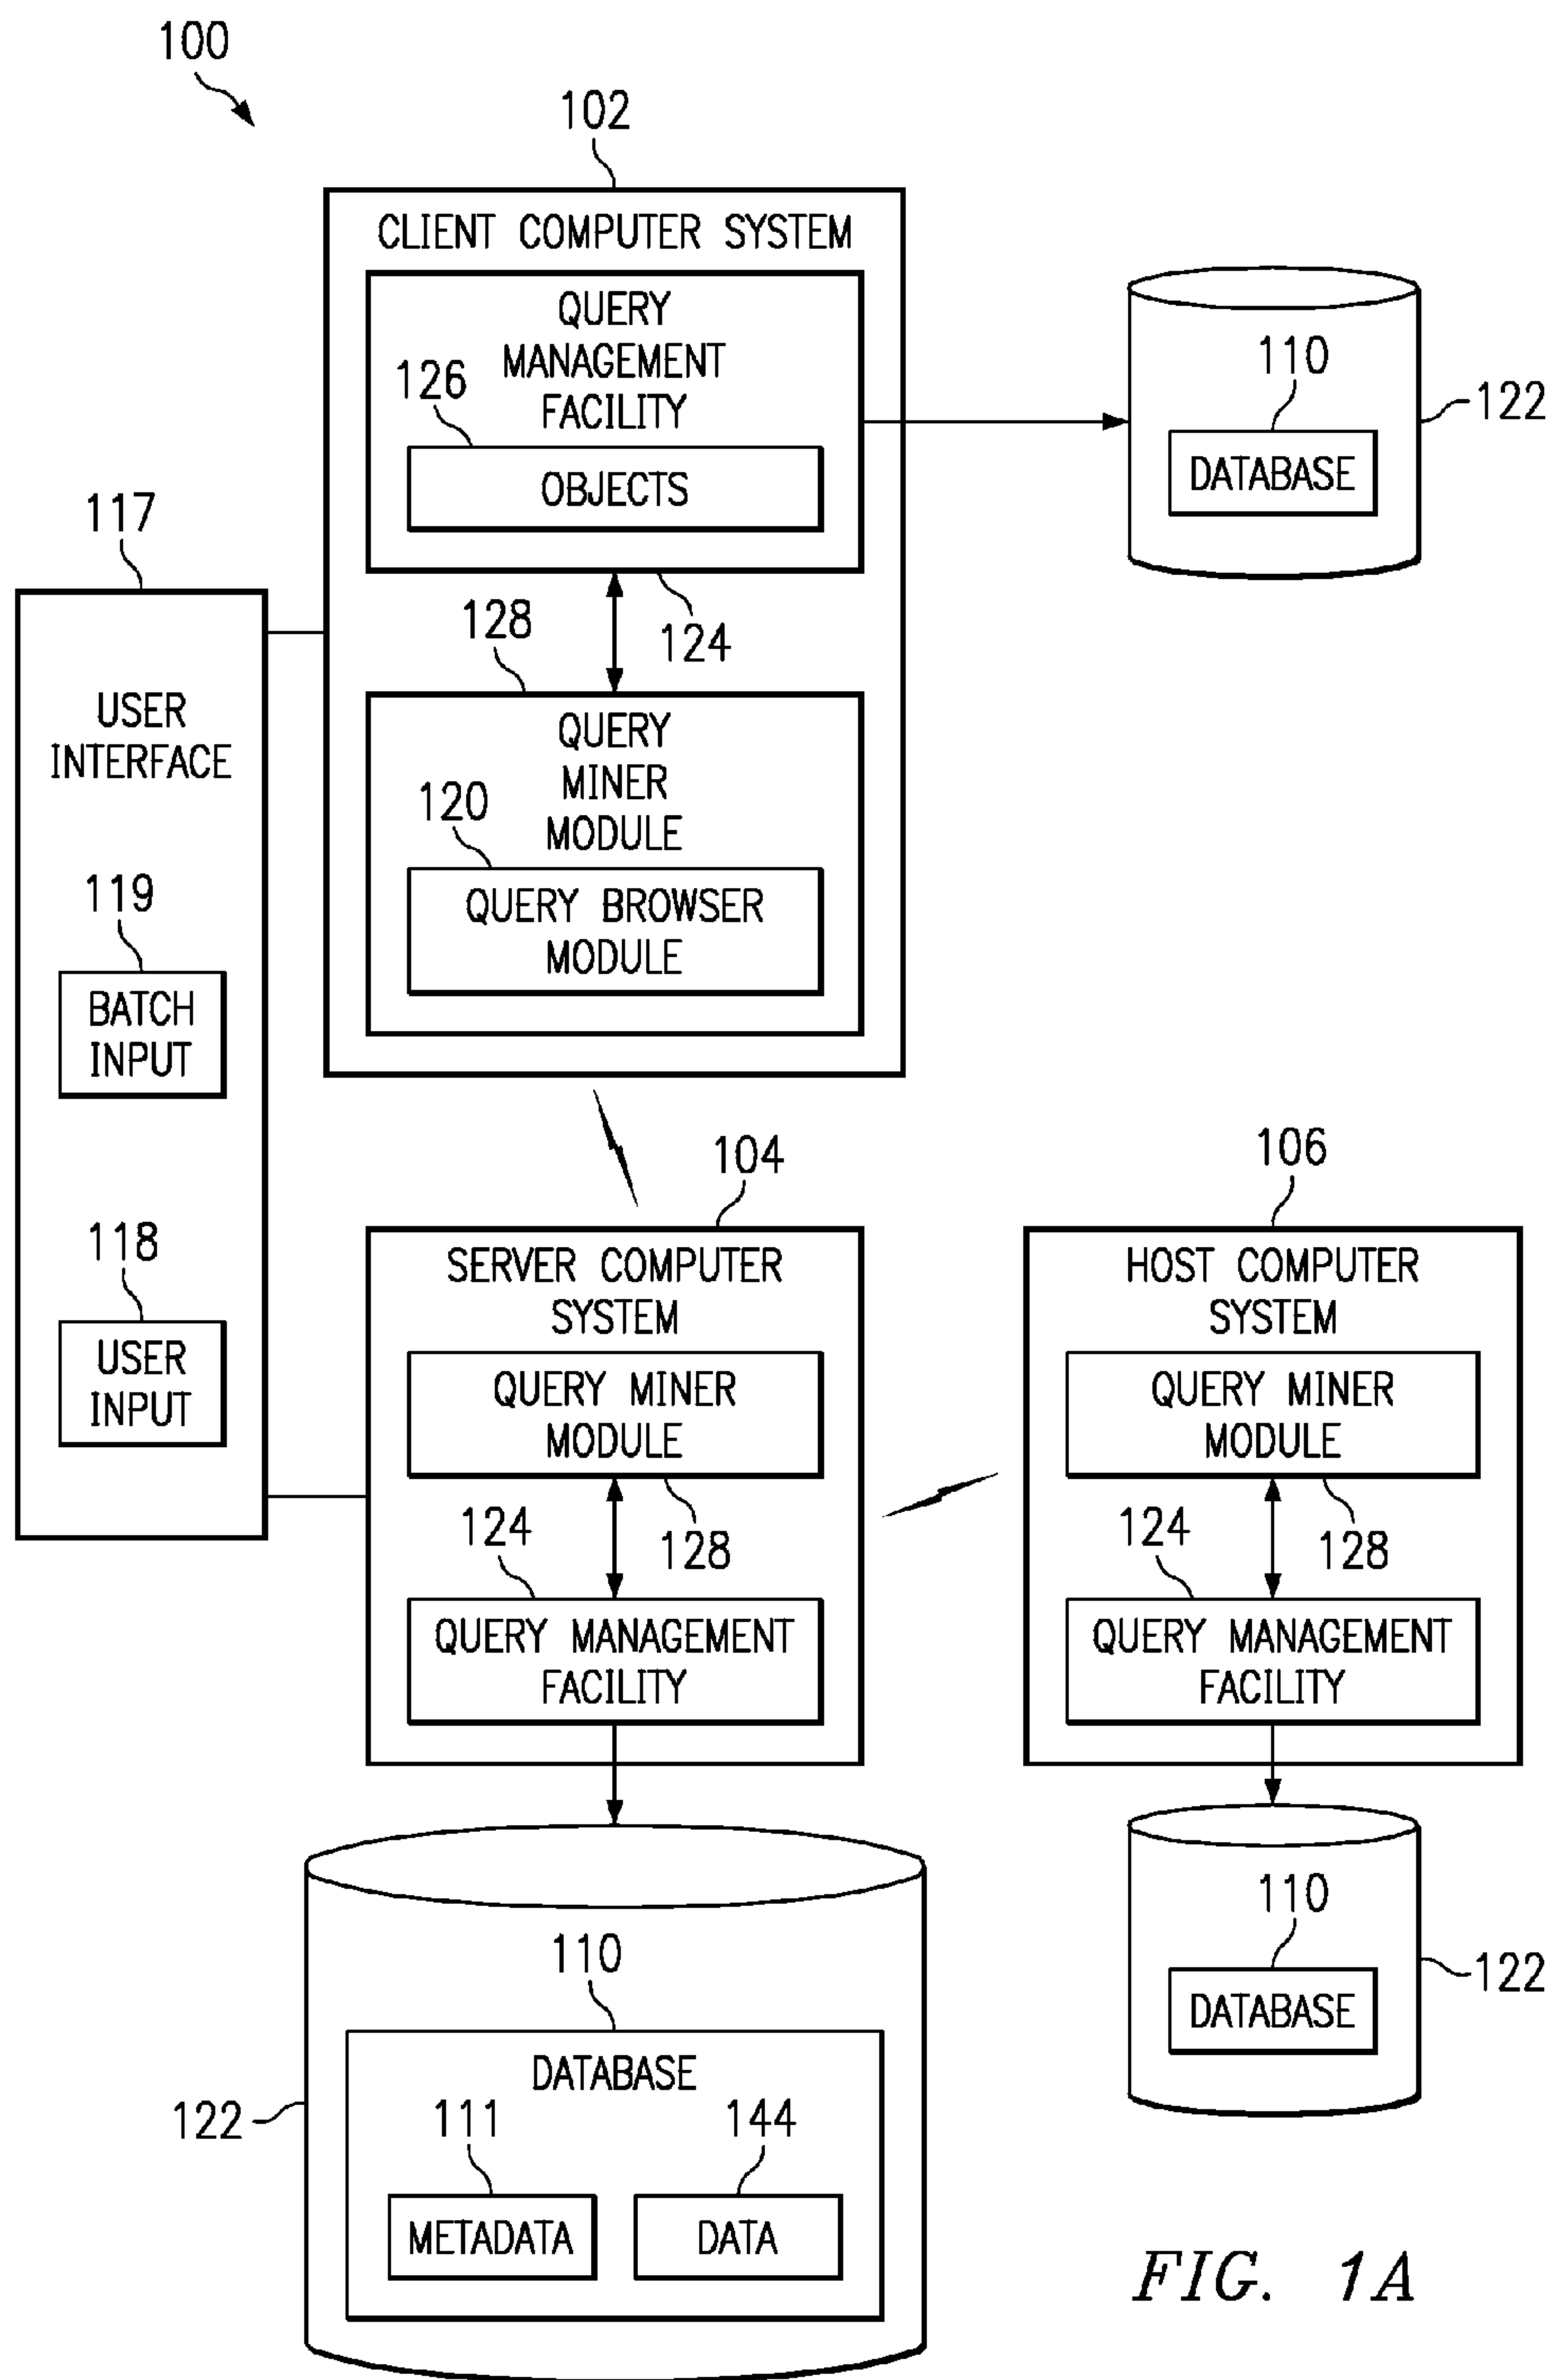 100
102
CLIENT COMPUTER SYSTEM
QUERY
MANAGEMENT
FACILITY
126
OBJECTS
124
110
DATABASE
122
128
QUERY
MINER
MODULE
120
QUERY BROWSER
MODULE
117
USER
INTERFACE
119
BATCH
INPUT
118
USER
INPUT
104
SERVER COMPUTER
SYSTEM
QUERY MINER
MODULE
128
124
QUERY MANAGEMENT
FACILITY
106
HOST COMPUTER
SYSTEM
QUERY MINER
MODULE
128
124
QUERY MANAGEMENT
FACILITY
110
DATABASE
122
110
DATABASE
122
111
METADATA
144
DATA
FIG. 1A